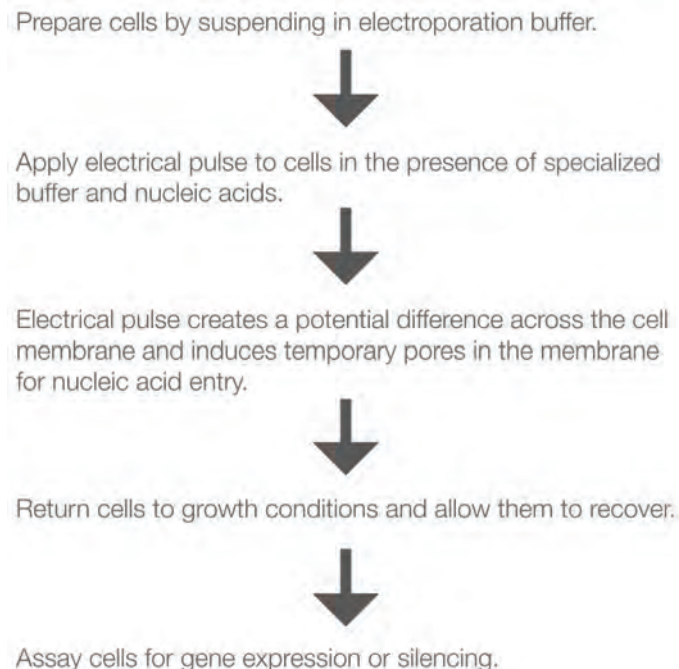 Prepare cells by suspending in electroporation buffer.
Apply electrical pulse to cells in the presence of specialized
buffer and nucleic acids.
Electrical pulse creates a potential difference across the cell
membrane and induces temporary pores in the membrane
for nucleic acid entry.
Return cells to growth conditions and allow them to recover.
Assay cells for gene expression or silencing.